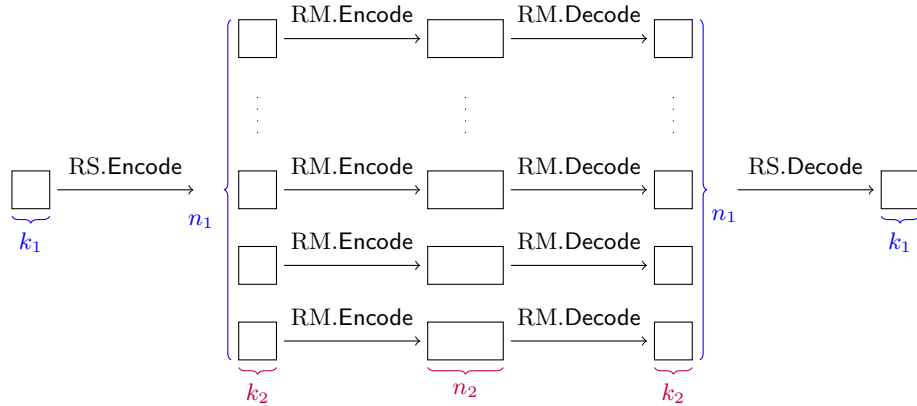 RM.Encode RM.Decode
RM.Encode RM.Decode
RS.Encode RS.Decode
n₁ n₁
k₁ k₁
RM.Encode RM.Decode
RM.Encode RM.Decode
k₂ n₂ k₂